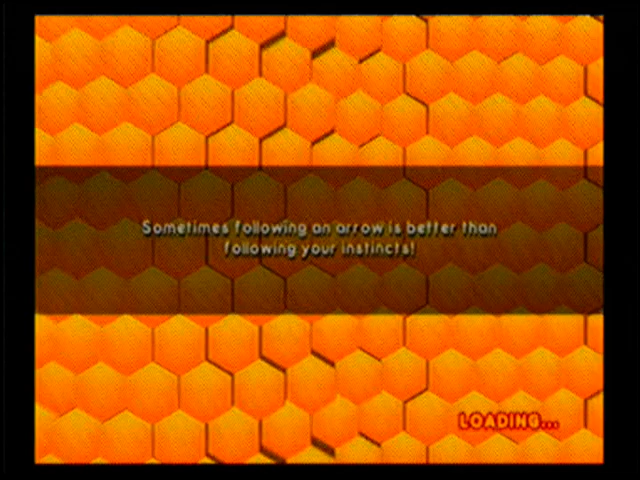 Sometimes following an arrow is better than
following your instincts!
LOADING...